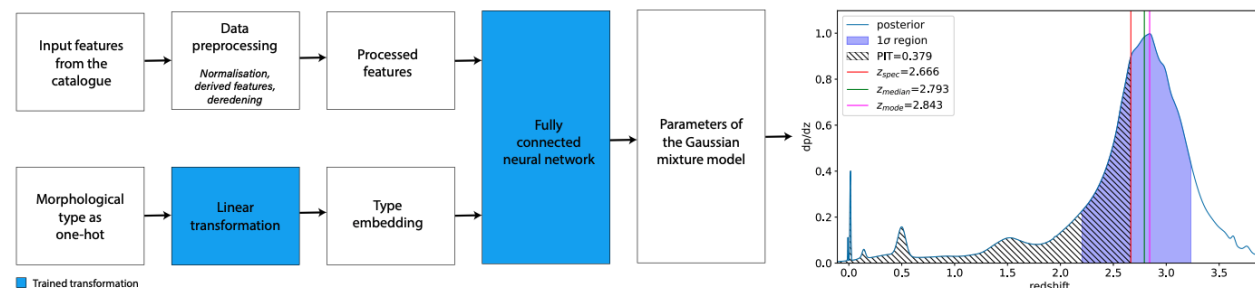 Input features
from the
catalogue
Data
preprocessing
Normalisation,
derived features,
deredening
Processed
features
Morphological
type as
one-hot
Linear
transformation
Type
embedding
Fully
connected
neural network
Parameters of
the Gaussian
mixture model
Trained transformation
posterior
1σ region
PIT=0.379
z_spec=2.666
z_median=2.793
z_mode=2.843
dp/dz
1.0
0.8
0.6
0.4
0.2
0.0
0.0 0.5 1.0 1.5 2.0 2.5 3.0 3.5
redshift